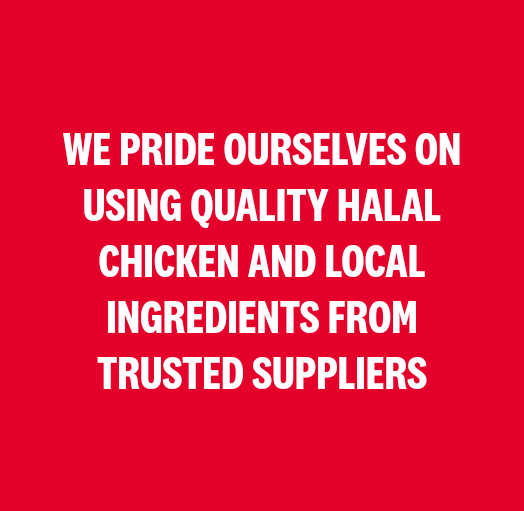 WE PRIDE OURSELVES ON
USING QUALITY HALAL
CHICKEN AND LOCAL
INGREDIENTS FROM
TRUSTED SUPPLIERS